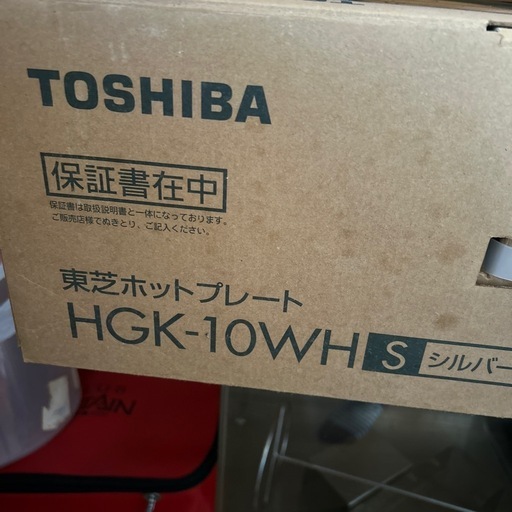 TOSHIBA
保証書在中
保証書は取扱説明書と一体になっております。
ご販売店様でぬきとり、ご記入ください。
東芝ホットプレート
HGK-10WH S シルバー